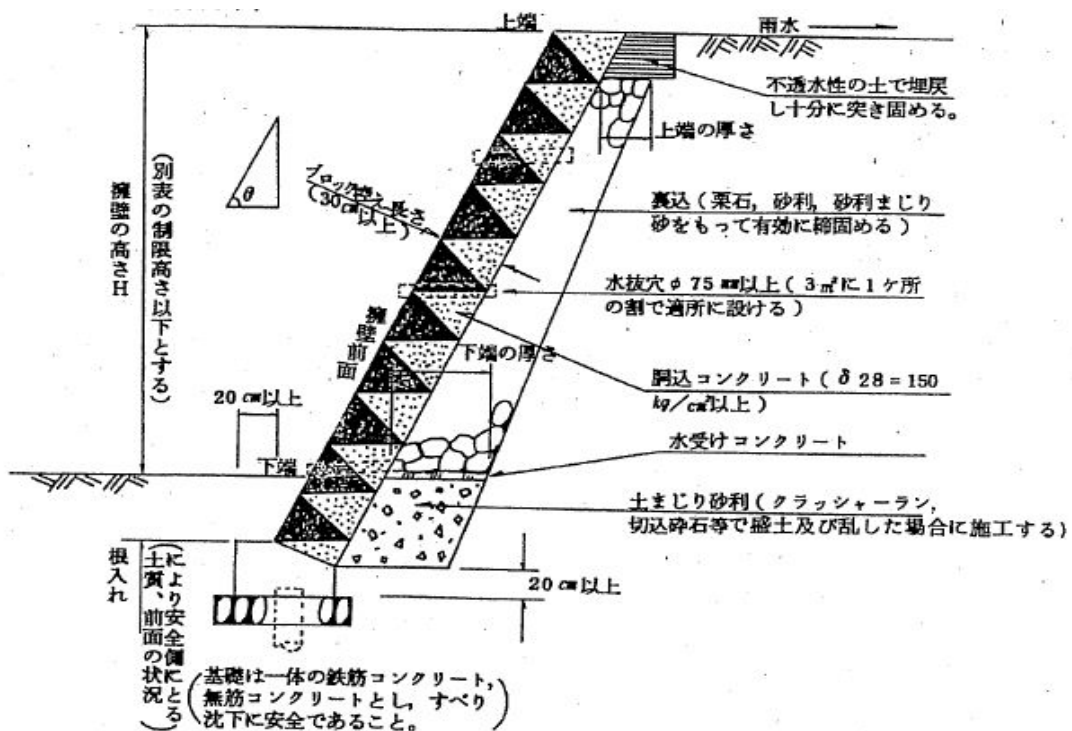 上端
雨水
不透水性の土で埋戻
し十分に突き固める。
上端の厚さ
θ
ブロック控え長さ
(30㎝以上)
擁壁の高さH
(別表の制限高さ以下とする)
裏込(栗石,砂利,砂利まじり
砂をもって有効に締固める)
水抜穴φ75㎜以上(3㎡に1ケ所
の割で適所に設ける)
擁壁前面
下端の厚さ
胴込コンクリート(δ28=150
kg/㎝²以上)
20㎝以上
水受けコンクリート
下端
土まじり砂利(クラッシャーラン,
切込砕石等で盛土及び乱した場合に施工する)
20㎝以上
根入れ
(土質、前面の状況
により安全側にとる)
(基礎は一体の鉄筋コンクリート,
無筋コンクリートとし,すべり
沈下に安全であること。)